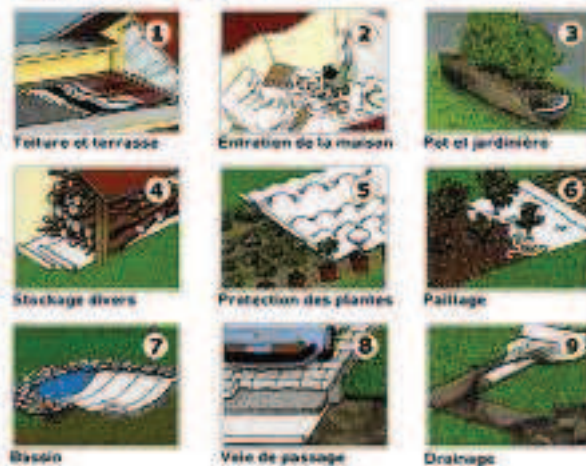 1
2
3
Toiture et terrasse
Entretien de la maison
Pot et jardinière
4
5
6
Stockage divers
Protection des plantes
Paillage
7
8
9
Bassin
Voie de passage
Drainage